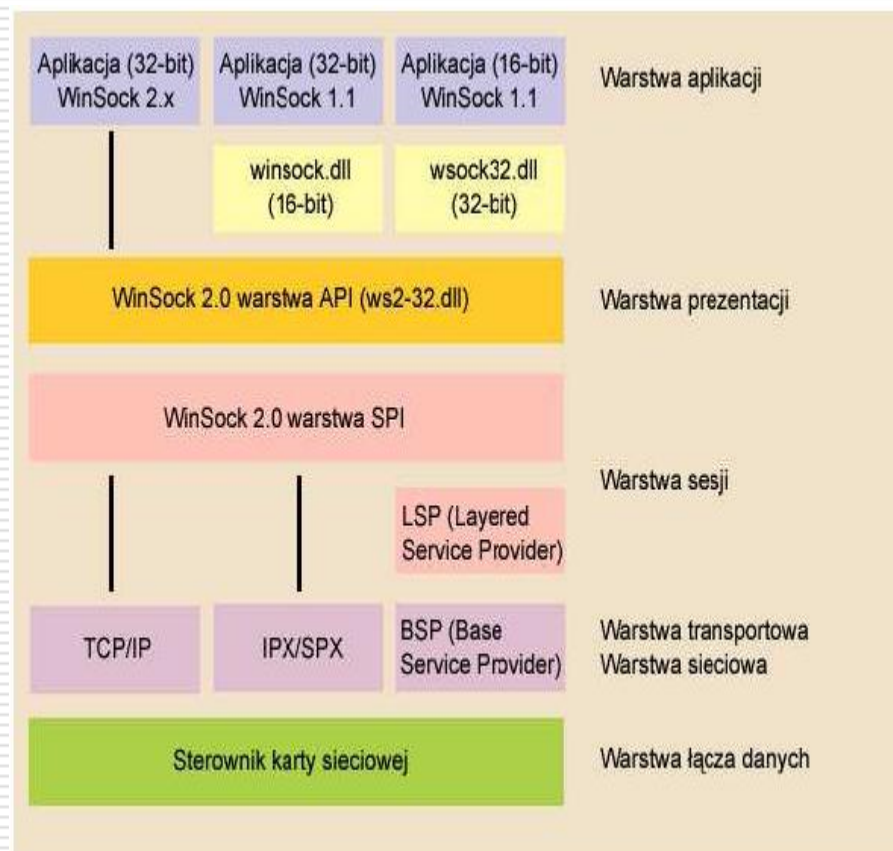 Aplikacja (32-bit)
WinSock 2.x
Aplikacja (32-bit)
WinSock 1.1
Aplikacja (16-bit)
WinSock 1.1
Warstwa aplikacji
winsock.dll
(16-bit)
wsock32.dll
(32-bit)
WinSock 2.0 warstwa API (ws2-32.dll)
Warstwa prezentacji
WinSock 2.0 warstwa SPI
Warstwa sesji
LSP (Layered
Service Provider)
TCP/IP
IPX/SPX
BSP (Base
Service Provider)
Warstwa transportowa
Warstwa sieciowa
Sterownik karty sieciowej
Warstwa łącza danych